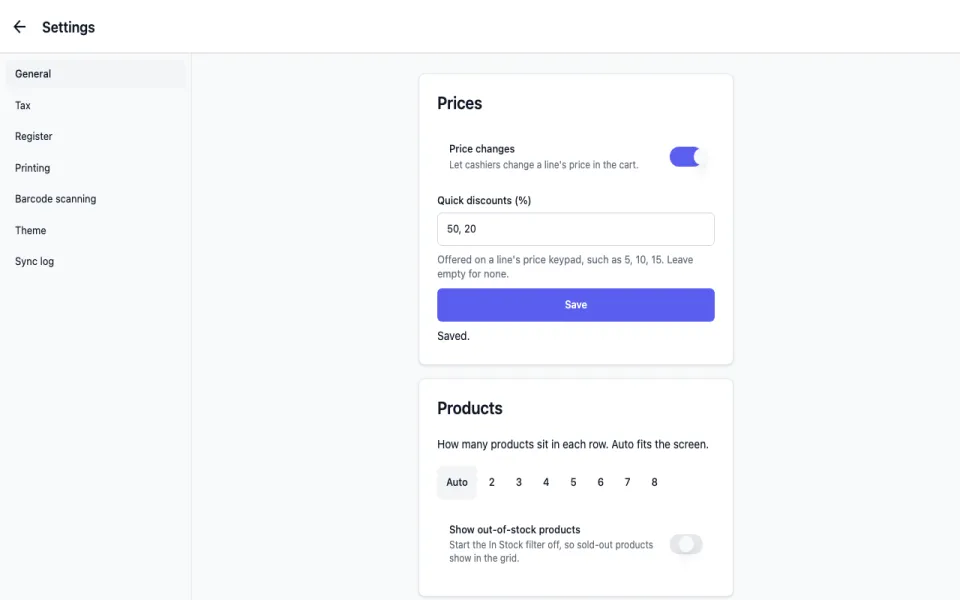 Settings
General
Tax
Register
Printing
Barcode scanning
Theme
Sync log
Prices
Price changes
Let cashiers change a line's price in the cart.
Quick discounts (%)
50, 20
Offered on a line's price keypad, such as 5, 10, 15. Leave
empty for none.
Save
Saved.
Products
How many products sit in each row. Auto fits the screen.
Auto 2 3 4 5 6 7 8
Show out-of-stock products
Start the In Stock filter off, so sold-out products
show in the grid.